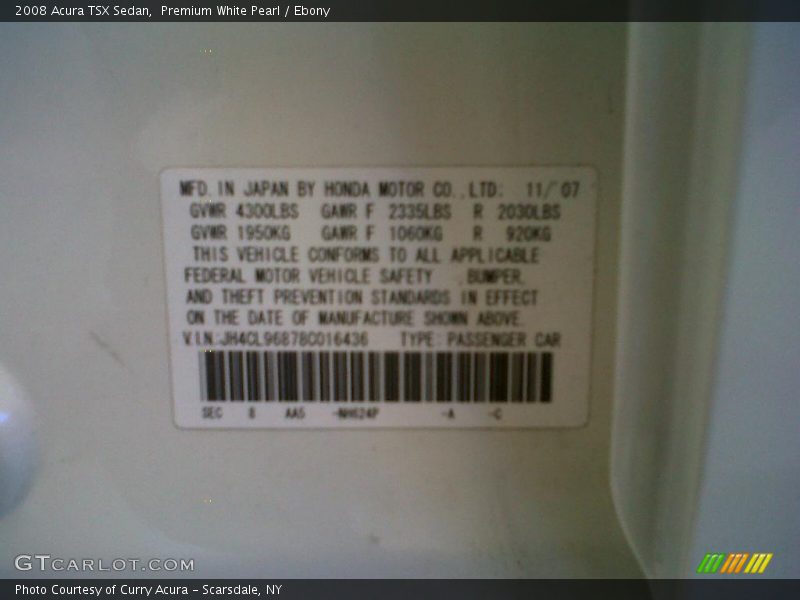 2008 Acura TSX Sedan, Premium White Pearl / Ebony
MFD. IN JAPAN BY HONDA MOTOR CO., LTD. 11/ 07
GVWR 4300LBS GAWR F 2335LBS R 2030LBS
GVWR 1950KG GAWR F 1060KG R 920KG
THIS VEHICLE CONFORMS TO ALL APPLICABLE
FEDERAL MOTOR VEHICLE SAFETY , BUMPER,
AND THEFT PREVENTION STANDARDS IN EFFECT
ON THE DATE OF MANUFACTURE SHOWN ABOVE.
V.I.N. JH4CL96878C016436 TYPE: PASSENGER CAR
SEC 8 AA5 -NH624P -A -C
GTCARLOT.COM
Photo Courtesy of Curry Acura - Scarsdale, NY